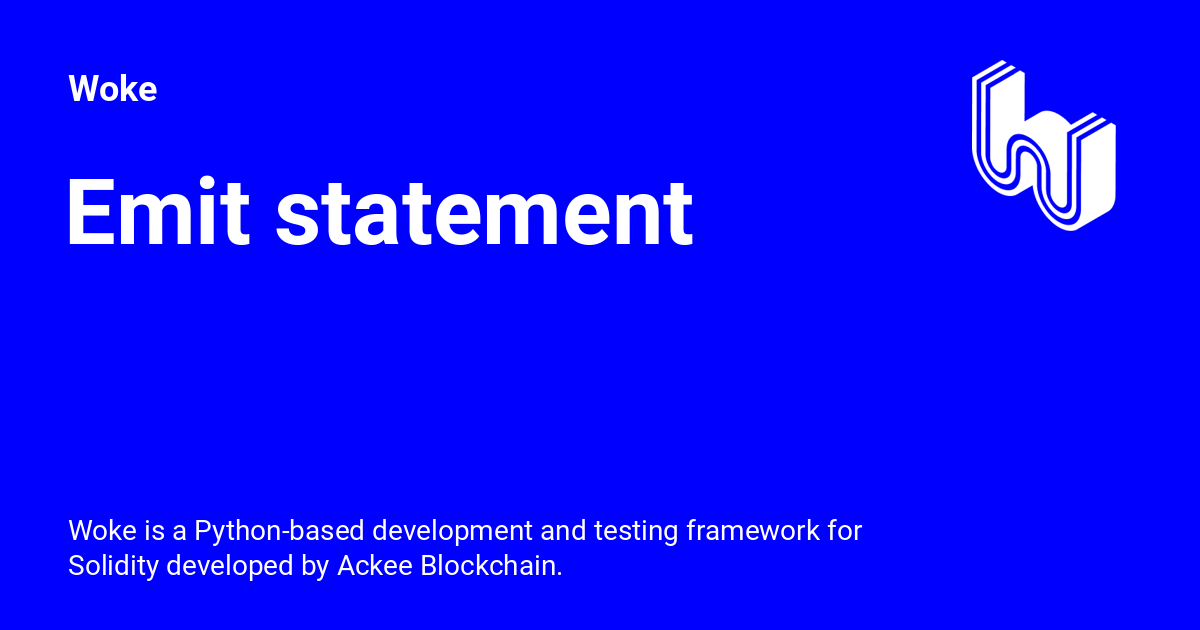 Woke
Emit statement
Woke is a Python-based development and testing framework for
Solidity developed by Ackee Blockchain.